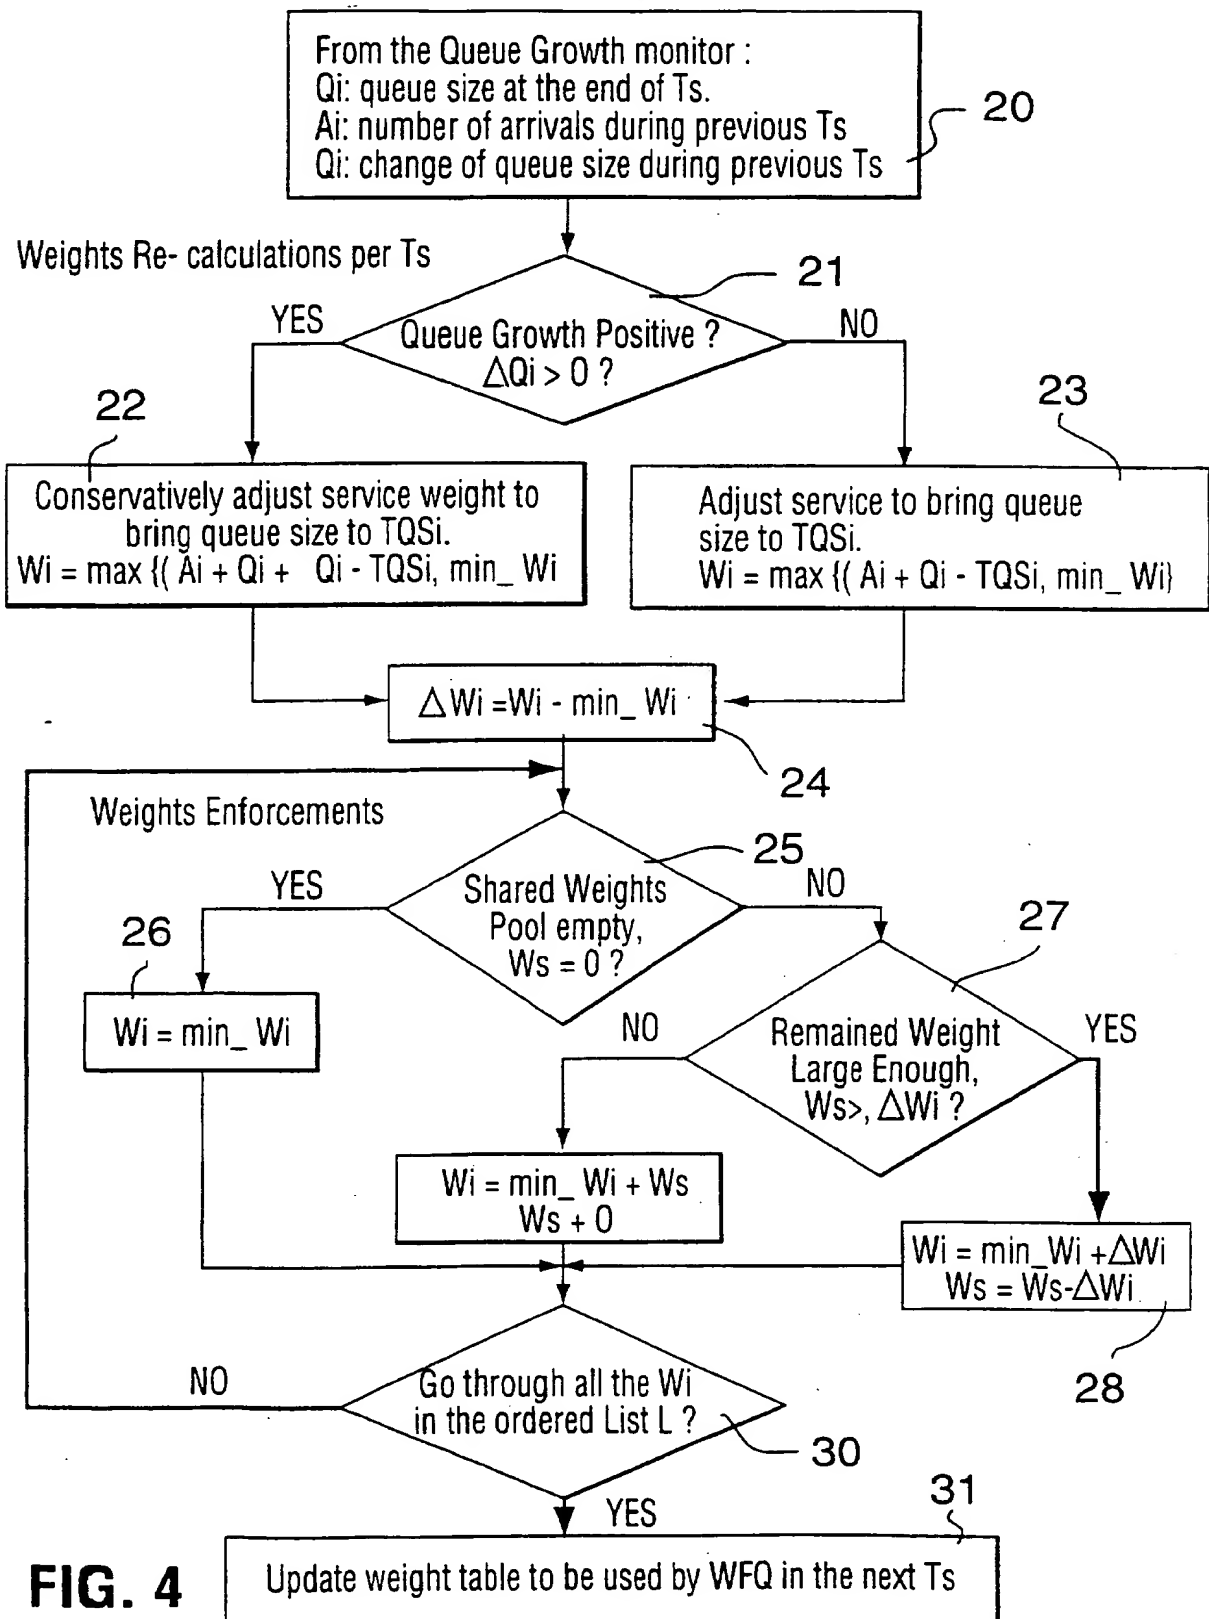 From the Queue Growth monitor :
Qi: queue size at the end of Ts.
Ai: number of arrivals during previous Ts
Qi: change of queue size during previous Ts
20
Weights Re- calculations per Ts
21
YES
Queue Growth Positive ?
ΔQi > 0 ?
NO
22
23
Conservatively adjust service weight to
bring queue size to TQSi.
Wi = max {( Ai + Qi + Qi - TQSi, min_ Wi
Adjust service to bring queue
size to TQSi.
Wi = max {( Ai + Qi - TQSi, min_ Wi}
ΔWi =Wi - min_ Wi
24
Weights Enforcements
25
YES
Shared Weights
Pool empty,
Ws = 0 ?
NO
26
27
Wi = min_ Wi
NO
Remained Weight
Large Enough,
Ws>, ΔWi ?
YES
Wi = min_ Wi + Ws
Ws + 0
Wi = min_Wi +ΔWi
Ws = Ws-ΔWi
28
NO
Go through all the Wi
in the ordered List L ?
30
YES
31
Update weight table to be used by WFQ in the next Ts
FIG. 4